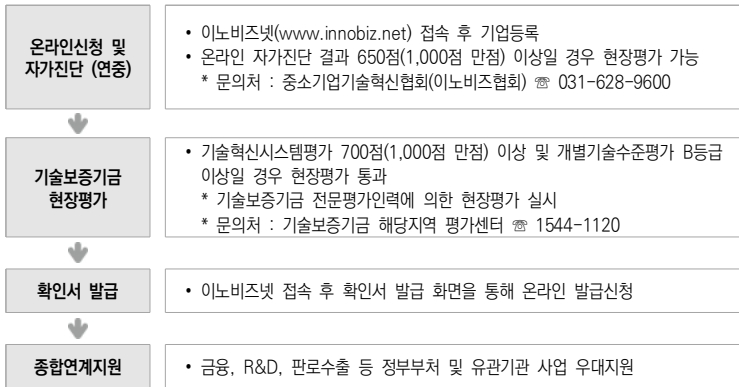 온라인신청 및
자가진단 (연중)
• 이노비즈넷(www.innobiz.net) 접속 후 기업등록
• 온라인 자가진단 결과 650점(1,000점 만점) 이상일 경우 현장평가 가능
* 문의처 : 중소기업기술혁신협회(이노비즈협회) ☏ 031-628-9600
기술보증기금
현장평가
• 기술혁신시스템평가 700점(1,000점 만점) 이상 및 개별기술수준평가 B등급
이상일 경우 현장평가 통과
* 기술보증기금 전문평가인력에 의한 현장평가 실시
* 문의처 : 기술보증기금 해당지역 평가센터 ☏ 1544-1120
확인서 발급
• 이노비즈넷 접속 후 확인서 발급 화면을 통해 온라인 발급신청
종합연계지원
• 금융, R&D, 판로수출 등 정부부처 및 유관기관 사업 우대지원